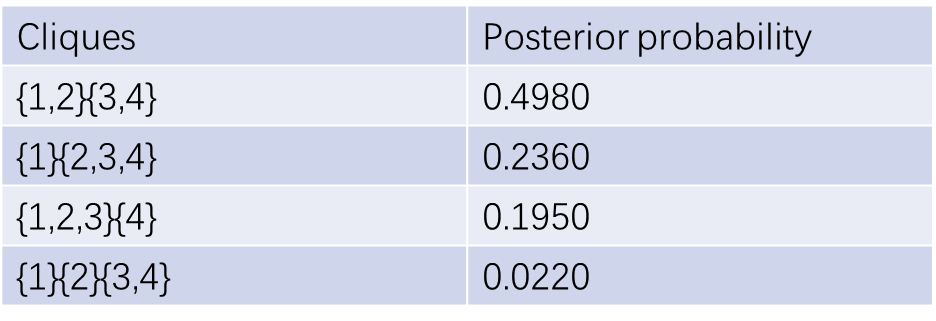 Cliques Posterior probability
{1,2}{3,4} 0.4980
{1}{2,3,4} 0.2360
{1,2,3}{4} 0.1950
{1}{2}{3,4} 0.0220